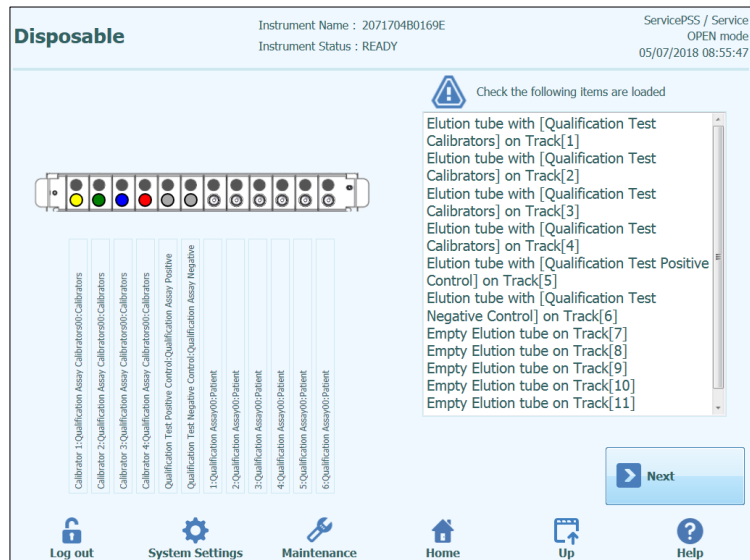 Disposable
Instrument Name : 2071704B0169E
Instrument Status : READY
ServicePSS / Service
OPEN mode
05/07/2018 08:55:47
Check the following items are loaded
Elution tube with [Qualification Test
Calibrators] on Track[1]
Elution tube with [Qualification Test
Calibrators] on Track[2]
Elution tube with [Qualification Test
Calibrators] on Track[3]
Elution tube with [Qualification Test
Calibrators] on Track[4]
Elution tube with [Qualification Test Positive
Control] on Track[5]
Elution tube with [Qualification Test
Negative Control] on Track[6]
Empty Elution tube on Track[7]
Empty Elution tube on Track[8]
Empty Elution tube on Track[9]
Empty Elution tube on Track[10]
Empty Elution tube on Track[11]
Calibrator 1:Qualification Assay Calibrators00:Calibrators
Calibrator 2:Qualification Assay Calibrators00:Calibrators
Calibrator 3:Qualification Assay Calibrators00:Calibrators
Calibrator 4:Qualification Assay Calibrators00:Calibrators
Qualification Test Positive Control:Qualification Assay Positive
Qualification Test Negative Control:Qualification Assay Negative
1:Qualification Assay00:Patient
2:Qualification Assay00:Patient
3:Qualification Assay00:Patient
4:Qualification Assay00:Patient
5:Qualification Assay00:Patient
6:Qualification Assay00:Patient
Next
Log out
System Settings
Maintenance
Home
Up
Help